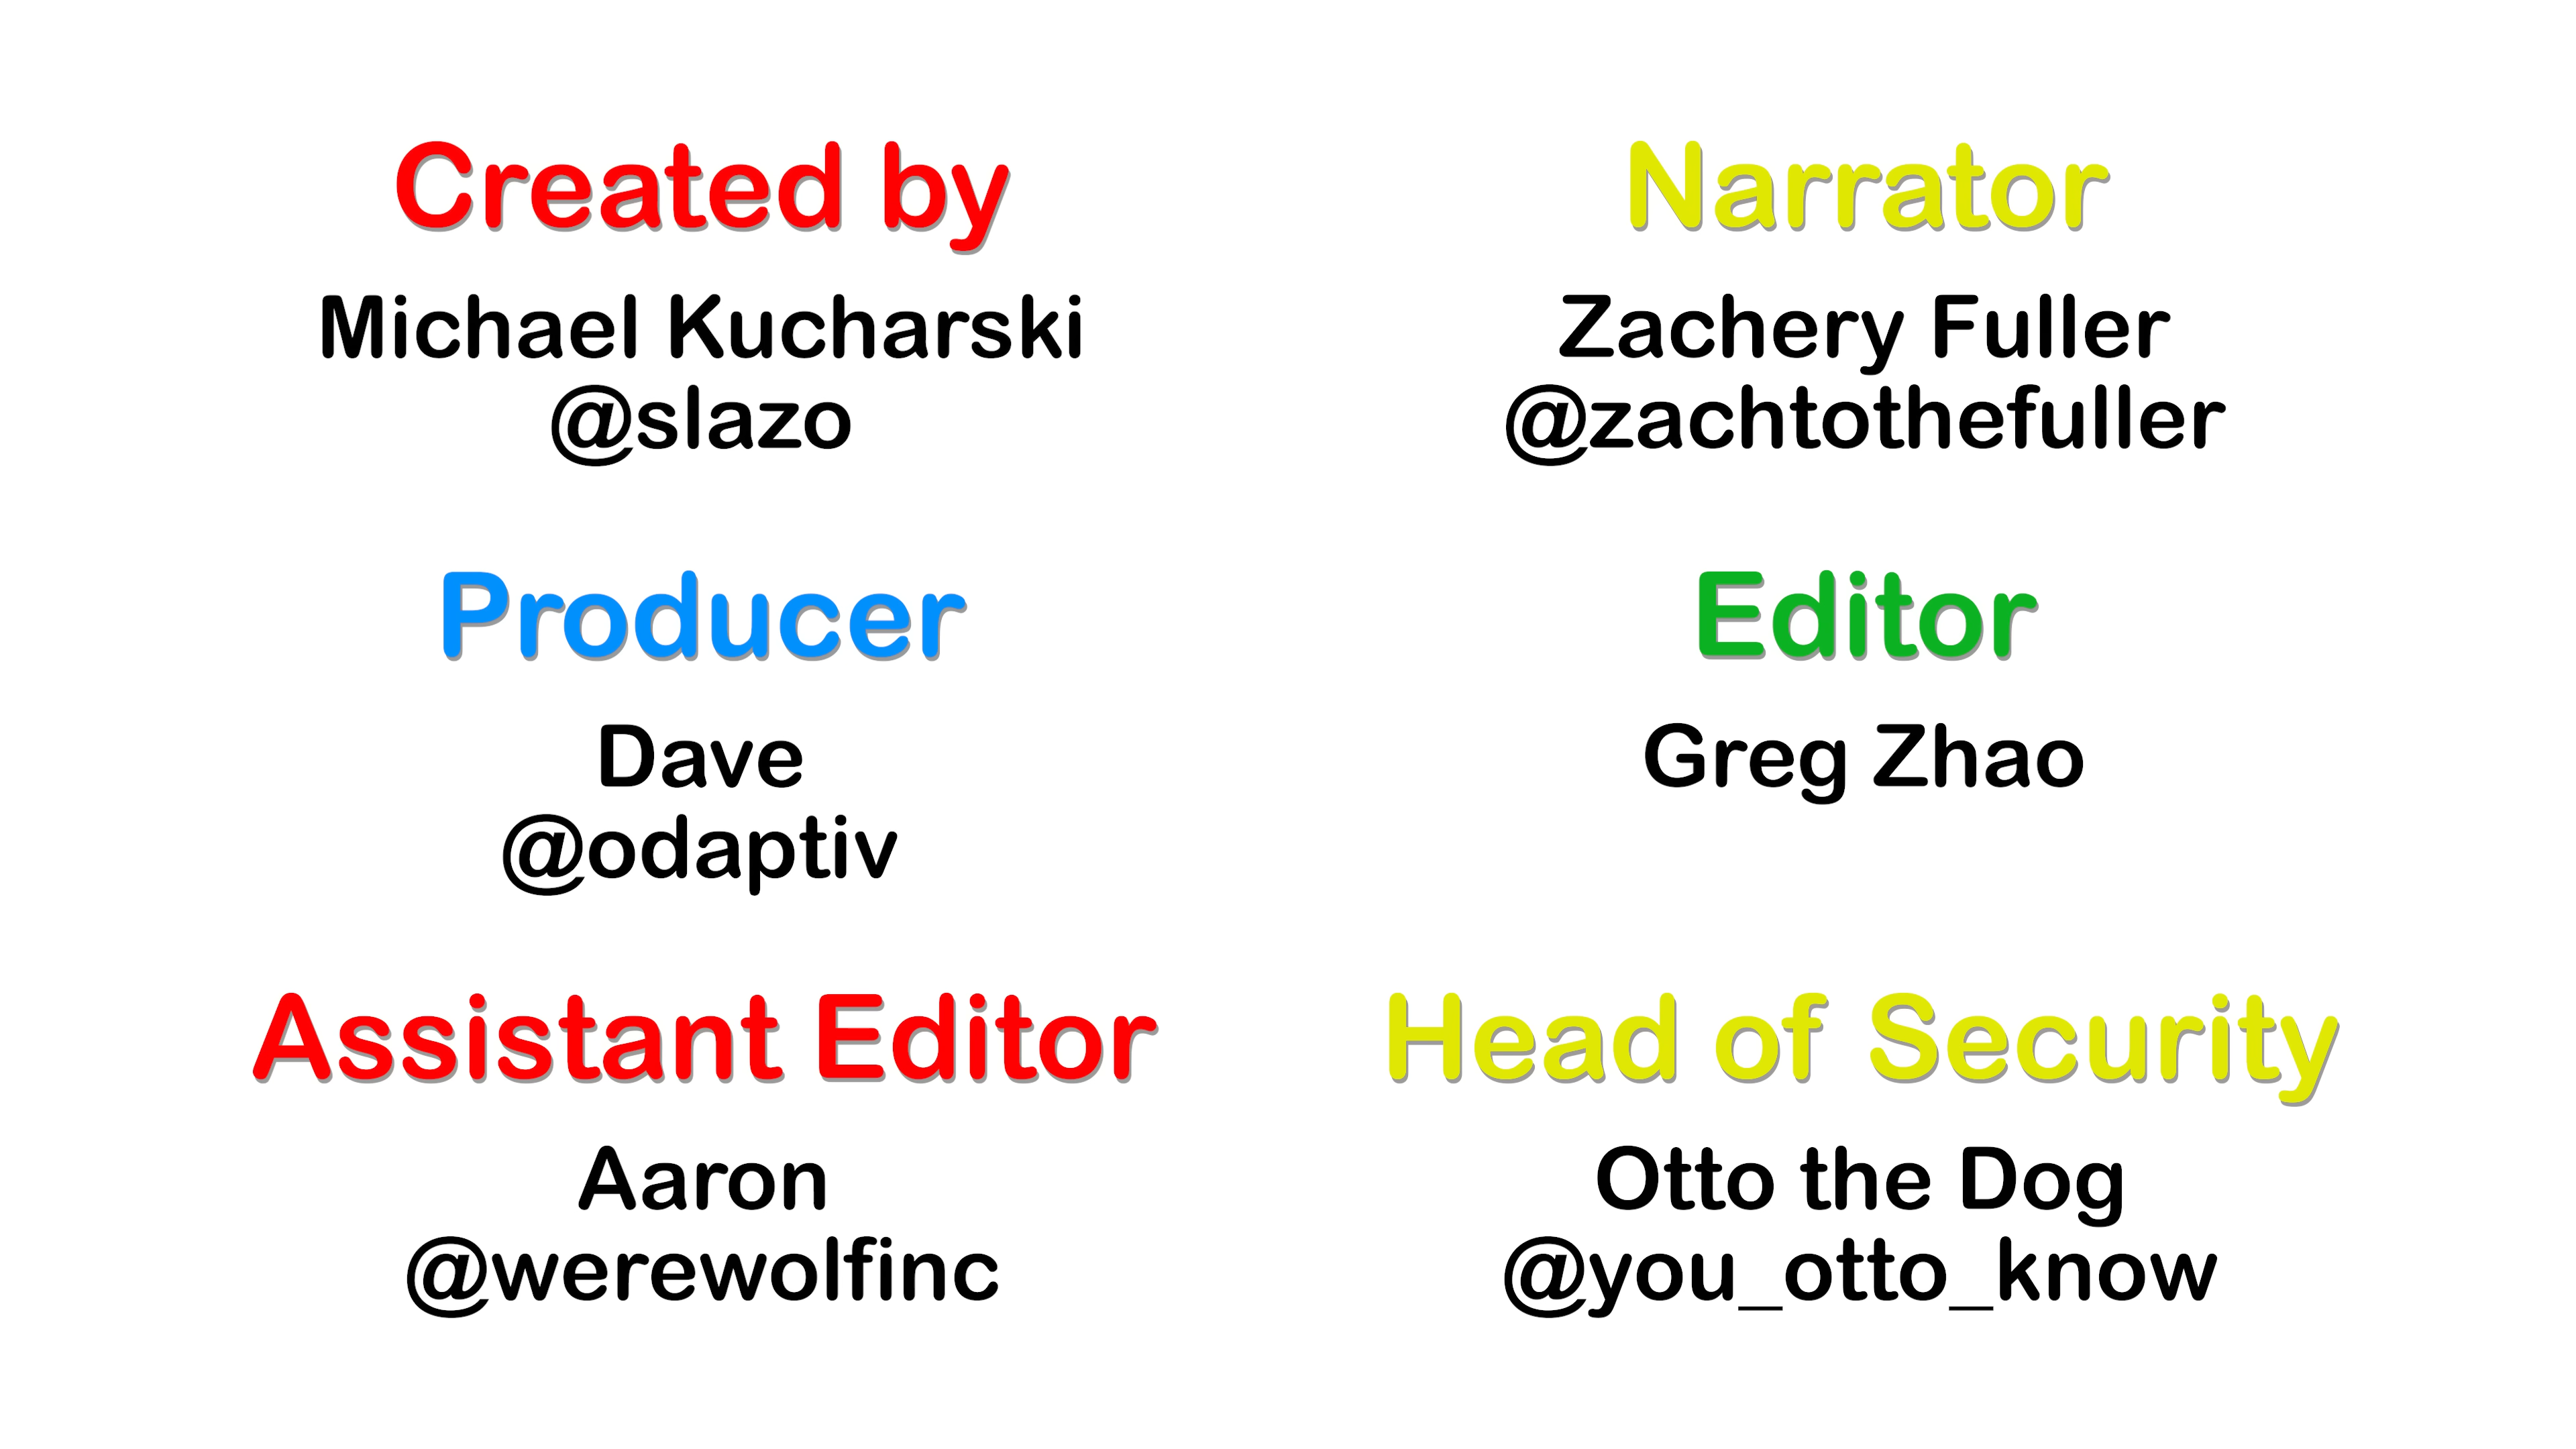 Created by
Michael Kucharski
@slazo
Narrator
Zachery Fuller
@zachtothefuller
Producer
Dave
@odaptiv
Editor
Greg Zhao
Assistant Editor
Aaron
@werewolfinc
Head of Security
Otto the Dog
@you_otto_know